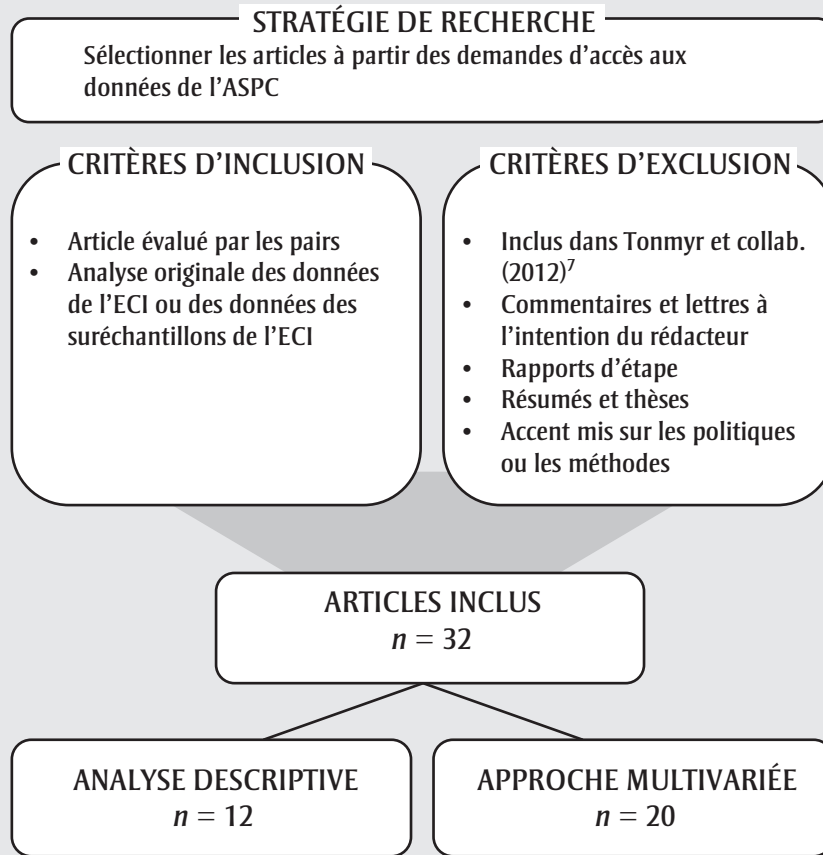 STRATÉGIE DE RECHERCHE
Sélectionner les articles à partir des demandes d’accès aux
données de l’ASPC
CRITÈRES D’INCLUSION
• Article évalué par les pairs
• Analyse originale des données
de l’ECI ou des données des
suréchantillons de l’ECI
CRITÈRES D’EXCLUSION
• Inclus dans Tonmyr et collab.
(2012)⁷
• Commentaires et lettres à
l’intention du rédacteur
• Rapports d’étape
• Résumés et thèses
• Accent mis sur les politiques
ou les méthodes
ARTICLES INCLUS
n = 32
ANALYSE DESCRIPTIVE
n = 12
APPROCHE MULTIVARIÉE
n = 20